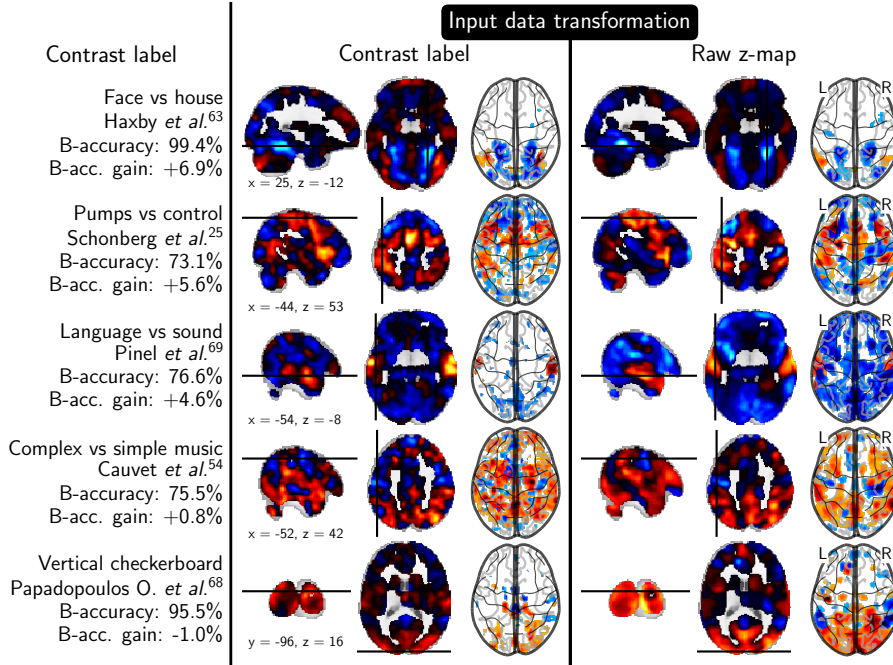 Input data transformation
Contrast label
Contrast label
Raw z-map
Face vs house
Haxby et al.63
B-accuracy: 99.4%
B-acc. gain: +6.9%
x = 25, z = -12
L R
Pumps vs control
Schonberg et al.25
B-accuracy: 73.1%
B-acc. gain: +5.6%
x = -44, z = 53
L R
Language vs sound
Pinel et al.69
B-accuracy: 76.6%
B-acc. gain: +4.6%
x = -54, z = -8
L R
Complex vs simple music
Cauvet et al.54
B-accuracy: 75.5%
B-acc. gain: +0.8%
x = -52, z = 42
L R
Vertical checkerboard
Papadopoulos O. et al.68
B-accuracy: 95.5%
B-acc. gain: -1.0%
y = -96, z = 16
L R